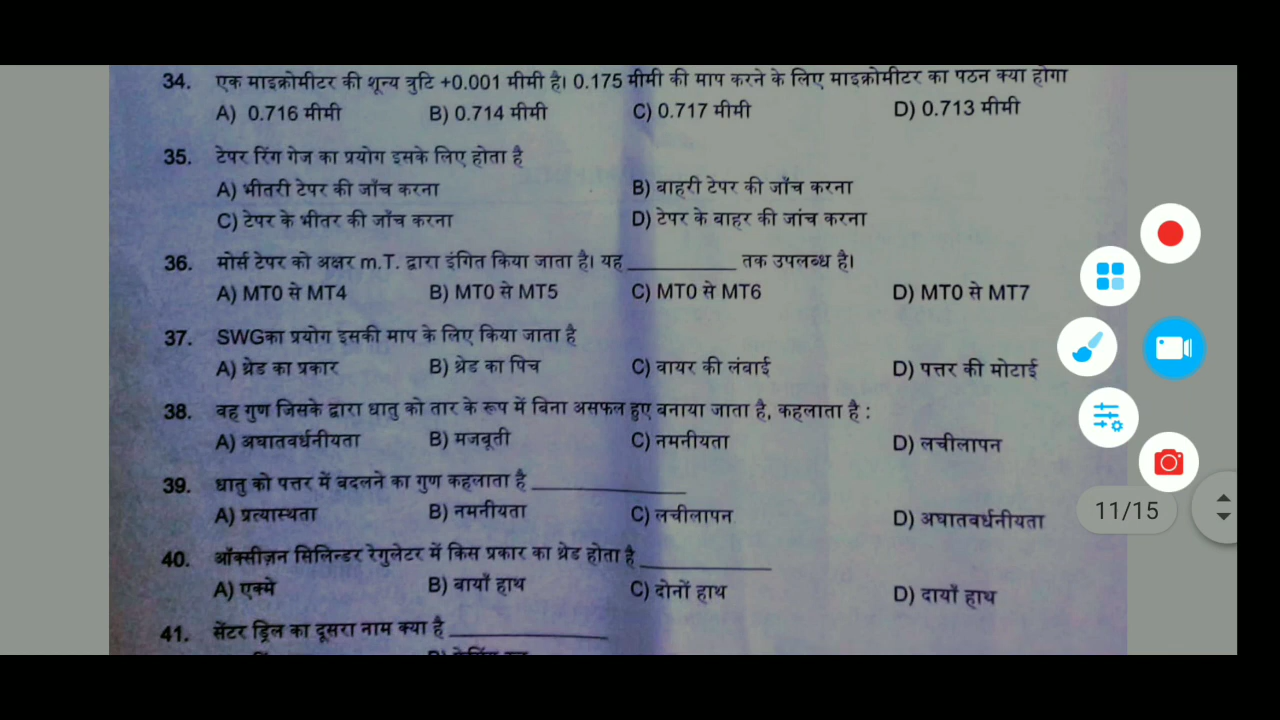 34. एक माइक्रोमीटर की शून्य त्रुटि +0.001 मीमी है। 0.175 मीमी की माप करने के लिए माइक्रोमीटर का पठन क्या होगा
A) 0.716 मीमी B) 0.714 मीमी C) 0.717 मीमी D) 0.713 मीमी
35. टेपर रिंग गेज का प्रयोग इसके लिए होता है
A) भीतरी टेपर की जाँच करना B) बाहरी टेपर की जाँच करना
C) टेपर के भीतर की जाँच करना D) टेपर के बाहर की जांच करना
36. मोर्स टेपर को अक्षर m.T. द्वारा इंगित किया जाता है। यह __________ तक उपलब्ध है।
A) MT0 से MT4 B) MT0 से MT5 C) MT0 से MT6 D) MT0 से MT7
37. SWGका प्रयोग इसकी माप के लिए किया जाता है
A) थ्रेड का प्रकार B) थ्रेड का पिच C) वायर की लंबाई D) पत्तर की मोटाई
38. वह गुण जिसके द्वारा धातु को तार के रूप में बिना असफल हुए बनाया जाता है, कहलाता है :
A) अघातवर्धनीयता B) मजबूती C) नमनीयता D) लचीलापन
39. धातु को पत्तर में बदलने का गुण कहलाता है ______________
A) प्रत्यास्थता B) नमनीयता C) लचीलापन D) अघातवर्धनीयता
11/15
40. ऑक्सीज़न सिलिन्डर रेगुलेटर में किस प्रकार का थ्रेड होता है ____________
A) एक्मे B) बायाँ हाथ C) दोनों हाथ D) दायाँ हाथ
41. सेंटर ड्रिल का दूसरा नाम क्या है ______________